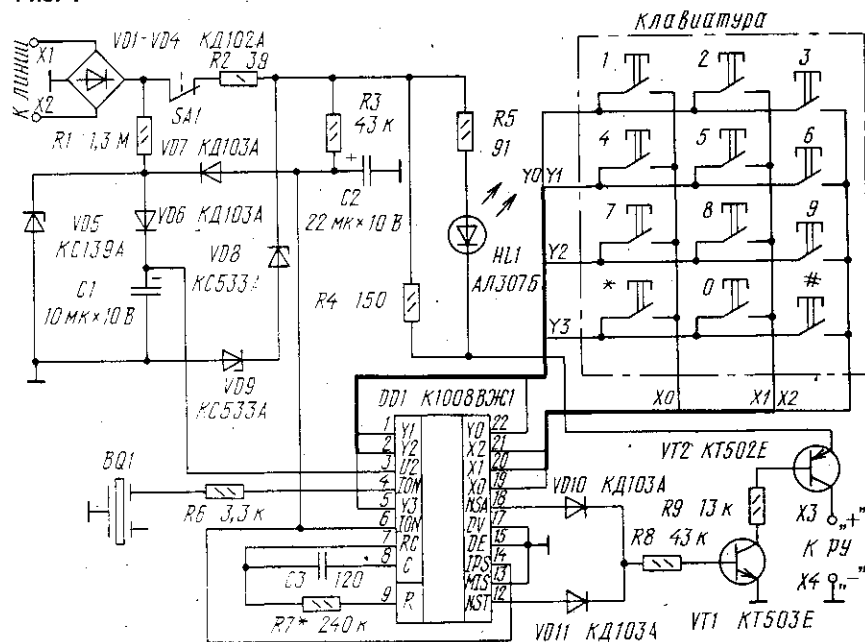 Клавиатура
К линии
X1
X2
VD1-VD4 КД102А
R2 39
SA1
R1 1,3 М
R3
43 к
R5
91
VD7 КД103А
VD5
КС139А
VD6 КД103А
+
C2
22 мк×10 В
VD8
КС533А
C1
10 мк×10 В
HL1
АЛ307Б
R4 150
VD9
КС533А
1
2
3
4
5
6
7
8
9
*
0
#
Y0
Y1
Y2
Y3
X0
X1
X2
DD1 К1008ВЖ1
1
Y1
2
Y2
3
U2
4
ION
5
Y3
6
ION
7
RC
8
C
9
R
Y0
22
X2
21
X1
20
X0
19
NSA
18
DV
17
DE
15
IPS
14
MIS
13
NST
12
BQ1
R6 3,3 к
C3 120
R7* 240 к
VD10 КД103А
VD11 КД103А
R8 43 к
R9 13 к
VT1 КТ503Е
VT2 КТ502Е
X3
„+"
К РУ
X4
„–"